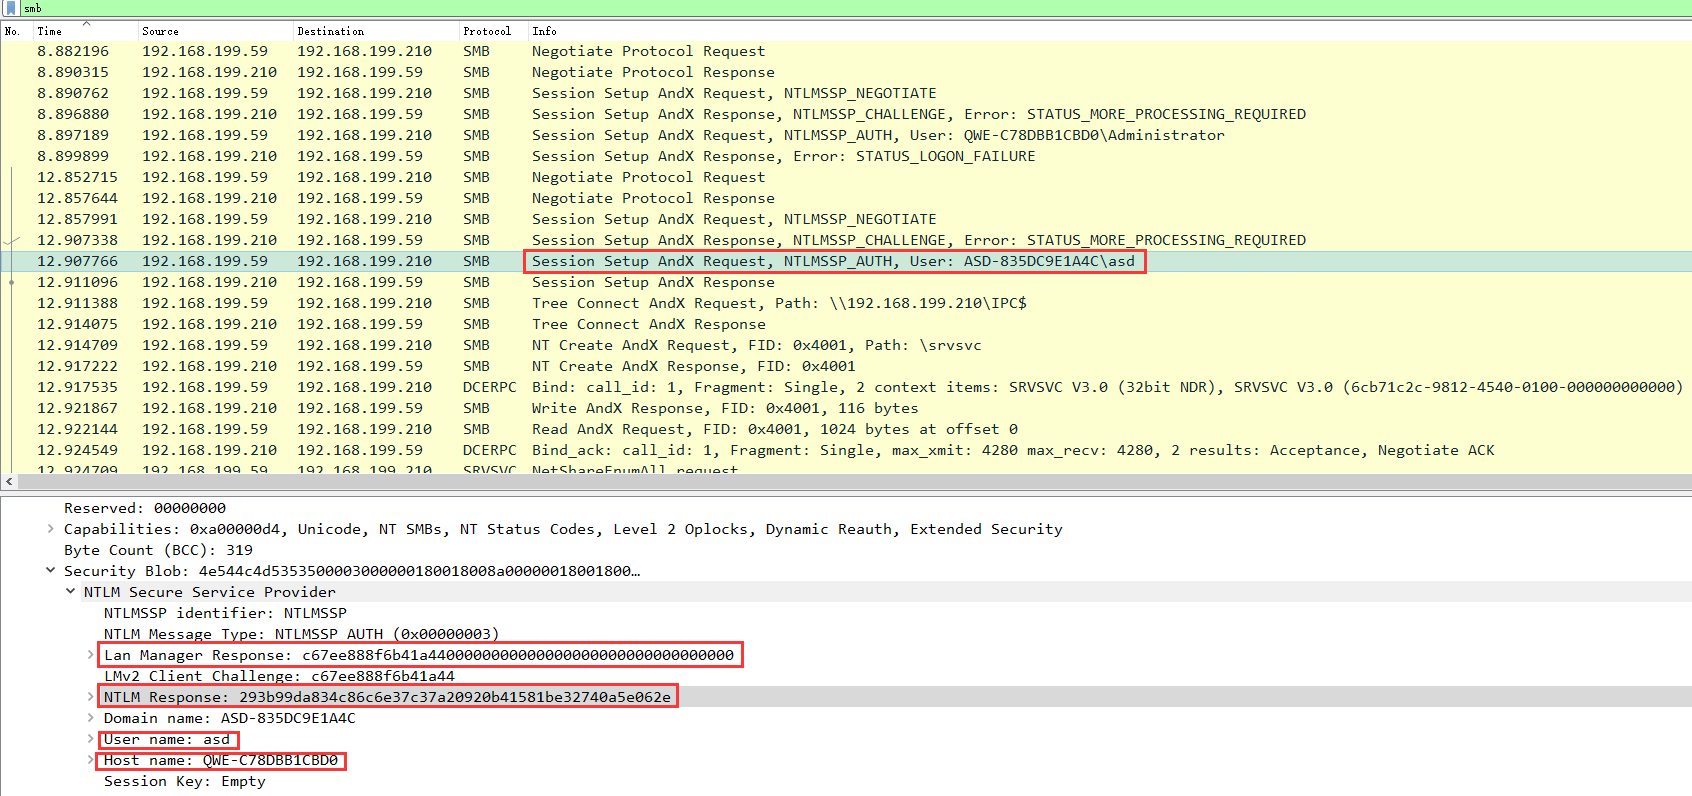 smb
No. Time Source Destination Protocol Info
8.882196 192.168.199.59 192.168.199.210 SMB Negotiate Protocol Request
8.890315 192.168.199.210 192.168.199.59 SMB Negotiate Protocol Response
8.890762 192.168.199.59 192.168.199.210 SMB Session Setup AndX Request, NTLMSSP_NEGOTIATE
8.896880 192.168.199.210 192.168.199.59 SMB Session Setup AndX Response, NTLMSSP_CHALLENGE, Error: STATUS_MORE_PROCESSING_REQUIRED
8.897189 192.168.199.59 192.168.199.210 SMB Session Setup AndX Request, NTLMSSP_AUTH, User: QWE-C78DBB1CBD0\Administrator
8.899899 192.168.199.210 192.168.199.59 SMB Session Setup AndX Response, Error: STATUS_LOGON_FAILURE
12.852715 192.168.199.59 192.168.199.210 SMB Negotiate Protocol Request
12.857644 192.168.199.210 192.168.199.59 SMB Negotiate Protocol Response
12.857991 192.168.199.59 192.168.199.210 SMB Session Setup AndX Request, NTLMSSP_NEGOTIATE
12.907338 192.168.199.210 192.168.199.59 SMB Session Setup AndX Response, NTLMSSP_CHALLENGE, Error: STATUS_MORE_PROCESSING_REQUIRED
12.907766 192.168.199.59 192.168.199.210 SMB Session Setup AndX Request, NTLMSSP_AUTH, User: ASD-835DC9E1A4C\asd
12.911096 192.168.199.210 192.168.199.59 SMB Session Setup AndX Response
12.911388 192.168.199.59 192.168.199.210 SMB Tree Connect AndX Request, Path: \\192.168.199.210\IPC$
12.914075 192.168.199.210 192.168.199.59 SMB Tree Connect AndX Response
12.914709 192.168.199.59 192.168.199.210 SMB NT Create AndX Request, FID: 0x4001, Path: \srvsvc
12.917222 192.168.199.210 192.168.199.59 SMB NT Create AndX Response, FID: 0x4001
12.917535 192.168.199.59 192.168.199.210 DCERPC Bind: call_id: 1, Fragment: Single, 2 context items: SRVSVC V3.0 (32bit NDR), SRVSVC V3.0 (6cb71c2c-9812-4540-0100-000000000000)
12.921867 192.168.199.210 192.168.199.59 SMB Write AndX Response, FID: 0x4001, 116 bytes
12.922144 192.168.199.59 192.168.199.210 SMB Read AndX Request, FID: 0x4001, 1024 bytes at offset 0
12.924549 192.168.199.210 192.168.199.59 DCERPC Bind_ack: call_id: 1, Fragment: Single, max_xmit: 4280 max_recv: 4280, 2 results: Acceptance, Negotiate ACK
12.924709 192.168.199.59 192.168.199.210 SRVSVC NetShareEnumAll request
Reserved: 00000000
Capabilities: 0xa00000d4, Unicode, NT SMBs, NT Status Codes, Level 2 Oplocks, Dynamic Reauth, Extended Security
Byte Count (BCC): 319
Security Blob: 4e544c4d5353500003000000180018008a00000018001800…
NTLM Secure Service Provider
NTLMSSP identifier: NTLMSSP
NTLM Message Type: NTLMSSP_AUTH (0x00000003)
Lan Manager Response: c67ee888f6b41a4400000000000000000000000000000000
LMv2 Client Challenge: c67ee888f6b41a44
NTLM Response: 293b99da834c86c6e37c37a20920b41581be32740a5e062e
Domain name: ASD-835DC9E1A4C
User name: asd
Host name: QWE-C78DBB1CBD0
Session Key: Empty